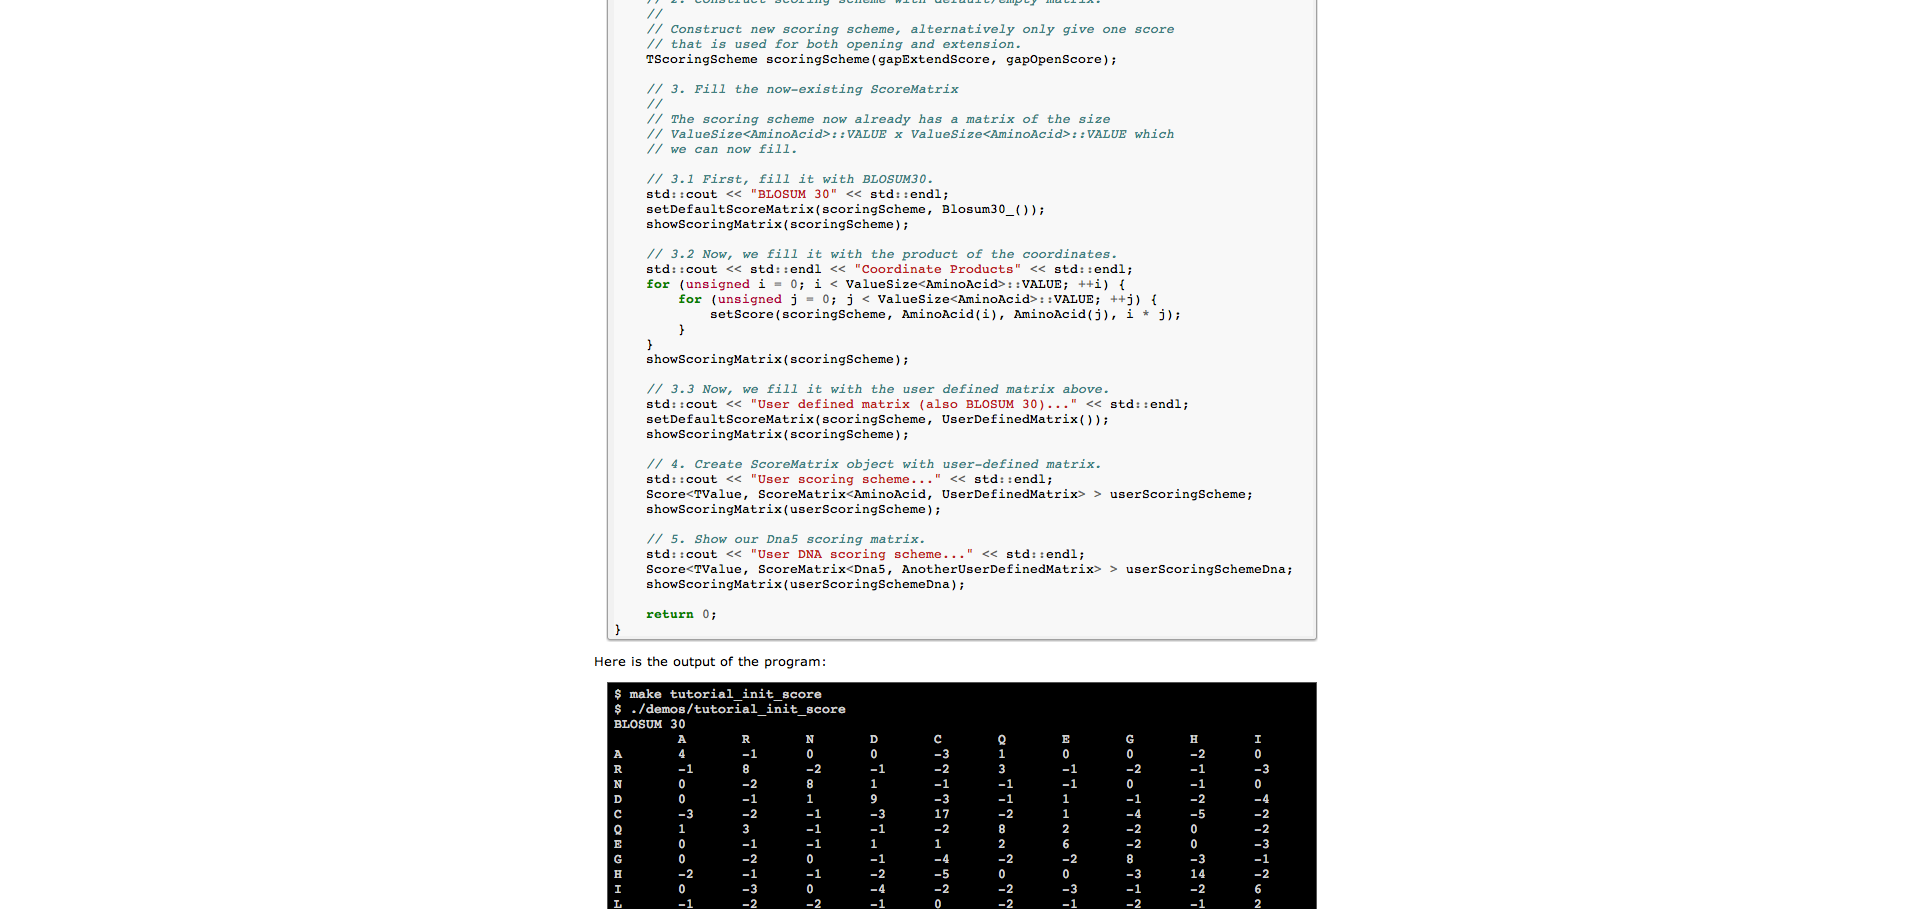 // 2. Construct scoring scheme with default/empty matrix.
//
// Construct new scoring scheme, alternatively only give one score
// that is used for both opening and extension.
TScoringScheme scoringScheme(gapExtendScore, gapOpenScore);
// 3. Fill the now-existing ScoreMatrix
//
// The scoring scheme now already has a matrix of the size
// ValueSize<AminoAcid>::VALUE x ValueSize<AminoAcid>::VALUE which
// we can now fill.
// 3.1 First, fill it with BLOSUM30.
std::cout << "BLOSUM 30" << std::endl;
setDefaultScoreMatrix(scoringScheme, Blosum30_());
showScoringMatrix(scoringScheme);
// 3.2 Now, we fill it with the product of the coordinates.
std::cout << std::endl << "Coordinate Products" << std::endl;
for (unsigned i = 0; i < ValueSize<AminoAcid>::VALUE; ++i) {
for (unsigned j = 0; j < ValueSize<AminoAcid>::VALUE; ++j) {
setScore(scoringScheme, AminoAcid(i), AminoAcid(j), i * j);
}
}
showScoringMatrix(scoringScheme);
// 3.3 Now, we fill it with the user defined matrix above.
std::cout << "User defined matrix (also BLOSUM 30)..." << std::endl;
setDefaultScoreMatrix(scoringScheme, UserDefinedMatrix());
showScoringMatrix(scoringScheme);
// 4. Create ScoreMatrix object with user-defined matrix.
std::cout << "User scoring scheme..." << std::endl;
Score<TValue, ScoreMatrix<AminoAcid, UserDefinedMatrix> > userScoringScheme;
showScoringMatrix(userScoringScheme);
// 5. Show our Dna5 scoring matrix.
std::cout << "User DNA scoring scheme..." << std::endl;
Score<TValue, ScoreMatrix<Dna5, AnotherUserDefinedMatrix> > userScoringSchemeDna;
showScoringMatrix(userScoringSchemeDna);
return 0;
}
Here is the output of the program:
$ make tutorial_init_score
$ ./demos/tutorial_init_score
BLOSUM 30
A R N D C Q E G H I
A 4 -1 0 0 -3 1 0 0 -2 0
R -1 8 -2 -1 -2 3 -1 -2 -1 -3
N 0 -2 8 1 -1 -1 -1 0 -1 0
D 0 -1 1 9 -3 -1 1 -1 -2 -4
C -3 -2 -1 -3 17 -2 1 -4 -5 -2
Q 1 3 -1 -1 -2 8 2 -2 0 -2
E 0 -1 -1 1 1 2 6 -2 0 -3
G 0 -2 0 -1 -4 -2 -2 8 -3 -1
H -2 -1 -1 -2 -5 0 0 -3 14 -2
I 0 -3 0 -4 -2 -2 -3 -1 -2 6
L -1 -2 -2 -1 0 -2 -1 -2 -1 2